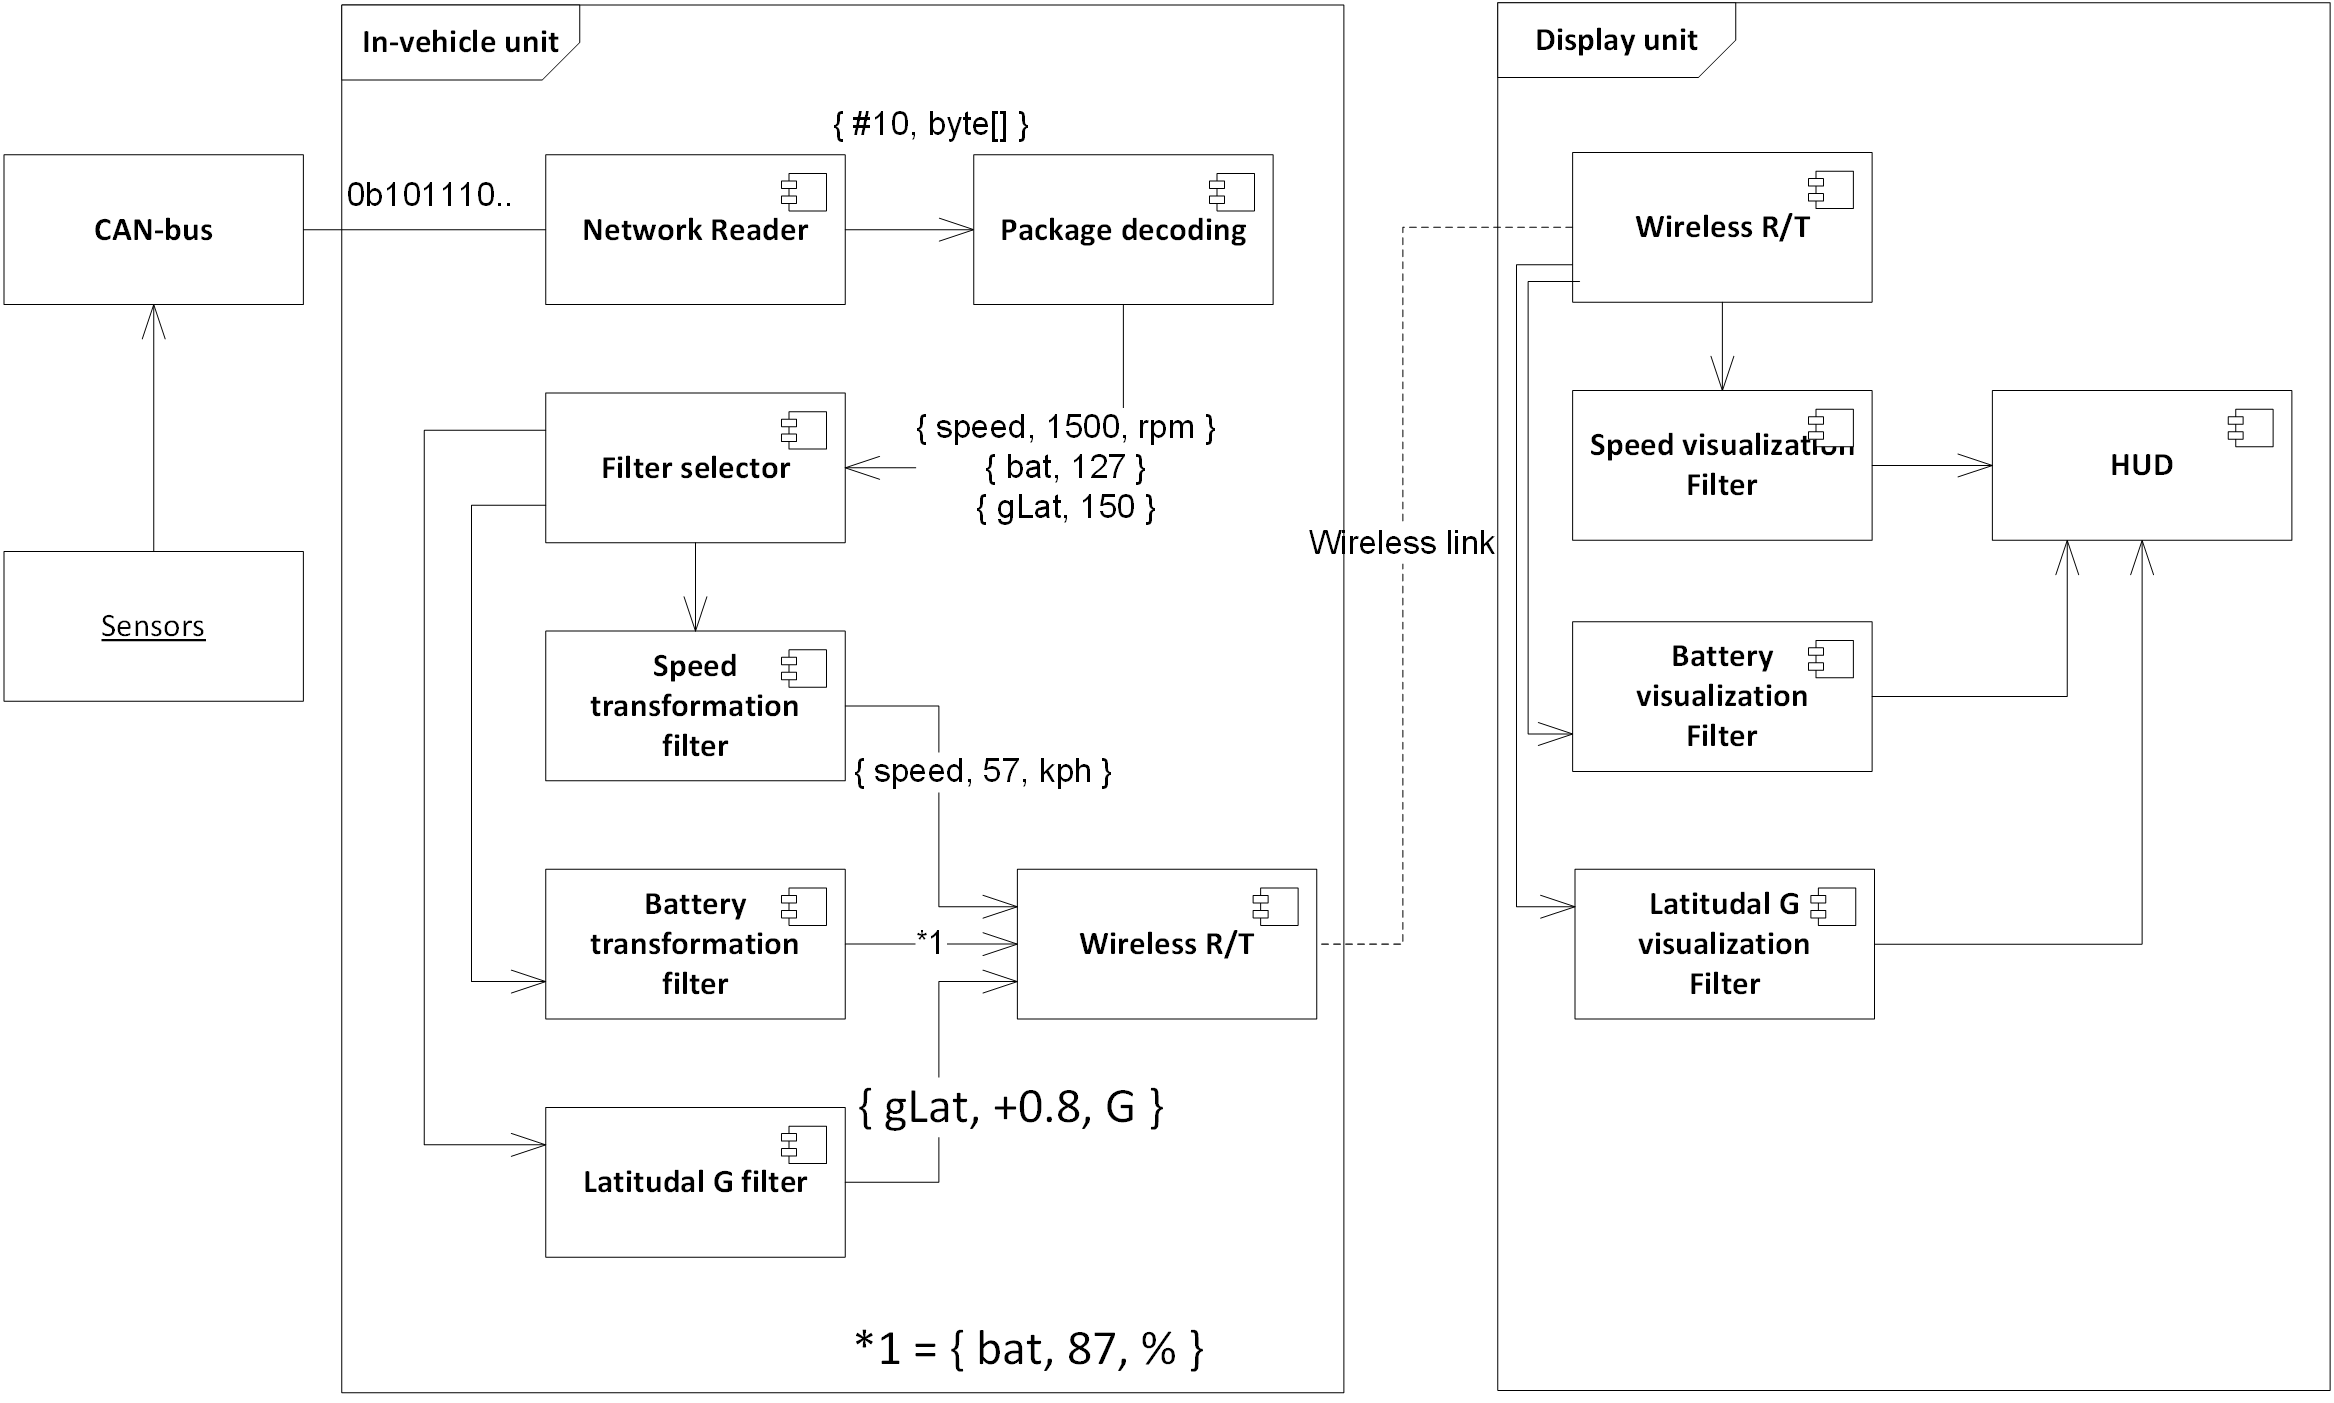 In-vehicle unit
Display unit
{ #10, byte[] }
CAN-bus
0b101110..
Network Reader
Package decoding
Wireless R/T
Filter selector
{ speed, 1500, rpm }
{ bat, 127 }
{ gLat, 150 }
Wireless link
Speed visualization
Filter
HUD
Sensors
Speed
transformation
filter
{ speed, 57, kph }
Battery
visualization
Filter
Battery
transformation
filter
*1
Wireless R/T
Latitudal G
visualization
Filter
{ gLat, +0.8, G }
Latitudal G filter
*1 = { bat, 87, % }